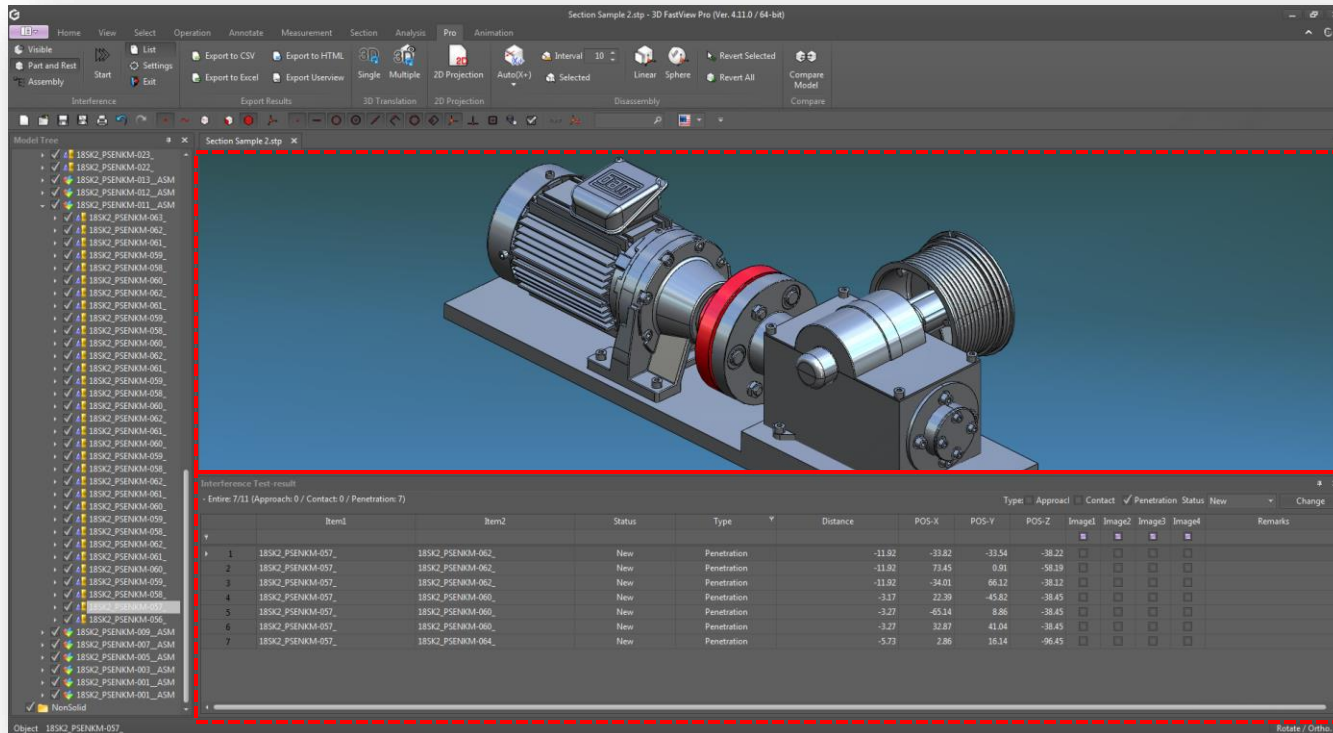 Section Sample 2.stp - 3D FastView Pro (Ver. 4.11.0 / 64-bit)
Home View Select Operation Annotate Measurement Section Analysis Pro Animation
Visible
Part and Rest
Assembly
Start
List
Settings
Exit
Export to CSV
Export to Excel
Export to HTML
Export Userview
Single Multiple
2D
2D Projection
Auto(X+)
Interval 10
Selected
Linear Sphere
Revert Selected
Revert All
Compare
Model
Interference Export Results 3D Translation 2D Projection Disassembly Compare
Model Tree
Section Sample 2.stp
18SK2_PSENKM-023_
18SK2_PSENKM-022_
18SK2_PSENKM-013__ASM
18SK2_PSENKM-012__ASM
18SK2_PSENKM-011__ASM
18SK2_PSENKM-063_
18SK2_PSENKM-062_
18SK2_PSENKM-061_
18SK2_PSENKM-059_
18SK2_PSENKM-058_
18SK2_PSENKM-060_
18SK2_PSENKM-062_
18SK2_PSENKM-061_
18SK2_PSENKM-059_
18SK2_PSENKM-058_
18SK2_PSENKM-060_
18SK2_PSENKM-062_
18SK2_PSENKM-061_
18SK2_PSENKM-059_
18SK2_PSENKM-058_
18SK2_PSENKM-060_
18SK2_PSENKM-062_
18SK2_PSENKM-061_
18SK2_PSENKM-060_
18SK2_PSENKM-059_
18SK2_PSENKM-058_
18SK2_PSENKM-062_
18SK2_PSENKM-061_
18SK2_PSENKM-060_
18SK2_PSENKM-059_
18SK2_PSENKM-058_
18SK2_PSENKM-062_
18SK2_PSENKM-061_
18SK2_PSENKM-060_
18SK2_PSENKM-059_
18SK2_PSENKM-058_
18SK2_PSENKM-057_
18SK2_PSENKM-056_
18SK2_PSENKM-009__ASM
18SK2_PSENKM-007__ASM
18SK2_PSENKM-005__ASM
18SK2_PSENKM-003__ASM
18SK2_PSENKM-001__ASM
18SK2_PSENKM-001__ASM
NonSolid
Interference Test-result
- Entire: 7/11 (Approach: 0 / Contact: 0 / Penetration: 7) Type: Approacl Contact Penetration Status New Change
Item1 Item2 Status Type Distance POS-X POS-Y POS-Z Image1 Image2 Image3 Image4 Remarks
1 18SK2_PSENKM-057_ 18SK2_PSENKM-062_ New Penetration -11.92 -33.82 -33.54 -38.22
2 18SK2_PSENKM-057_ 18SK2_PSENKM-062_ New Penetration -11.92 73.45 0.91 -58.19
3 18SK2_PSENKM-057_ 18SK2_PSENKM-062_ New Penetration -11.92 -34.01 66.12 -38.12
4 18SK2_PSENKM-057_ 18SK2_PSENKM-060_ New Penetration -3.17 22.39 -45.82 -38.45
5 18SK2_PSENKM-057_ 18SK2_PSENKM-060_ New Penetration -3.27 -65.14 8.86 -38.45
6 18SK2_PSENKM-057_ 18SK2_PSENKM-060_ New Penetration -3.27 32.87 41.04 -38.45
7 18SK2_PSENKM-057_ 18SK2_PSENKM-064_ New Penetration -5.73 2.86 16.14 -96.45
Object 18SK2_PSENKM-057_ Rotate / Ortho.